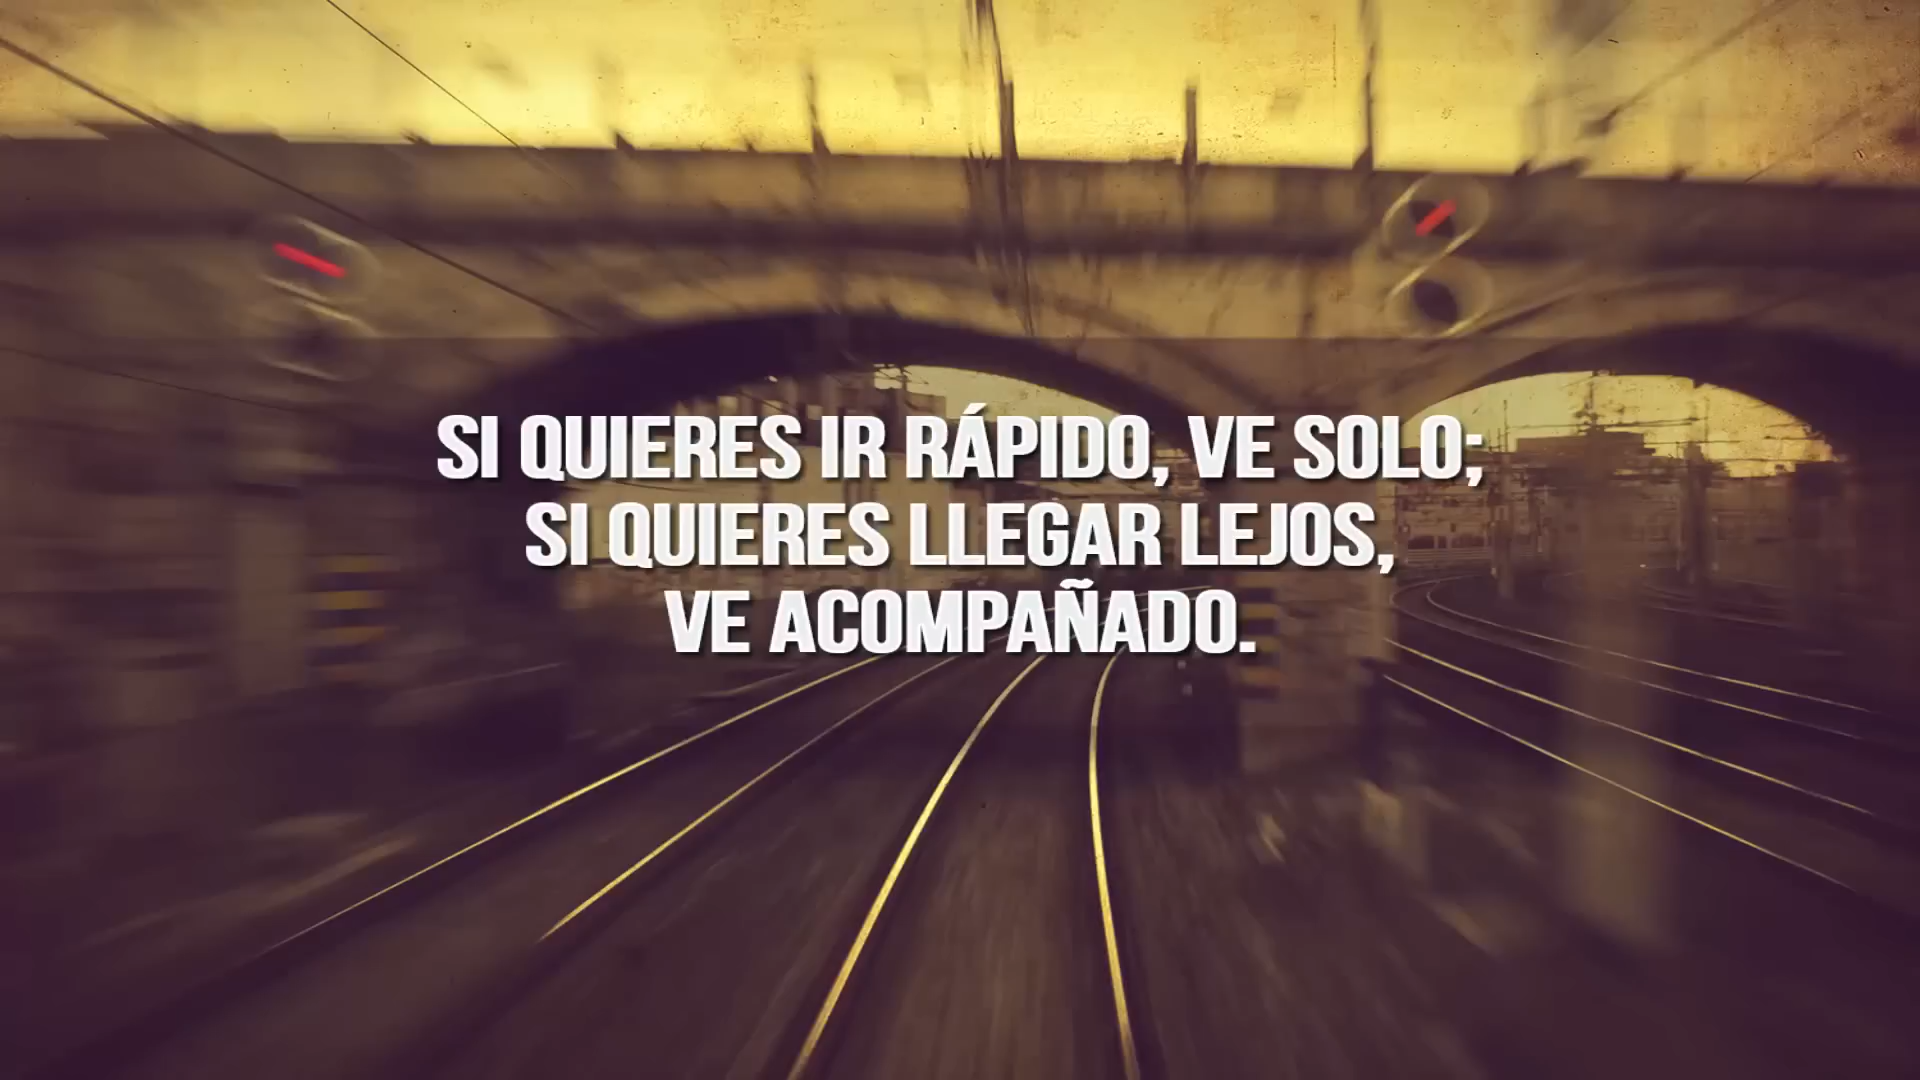 SI QUIERES IR RÁPIDO, VE SOLO;
SI QUIERES LLEGAR LEJOS,
VE ACOMPAÑADO.